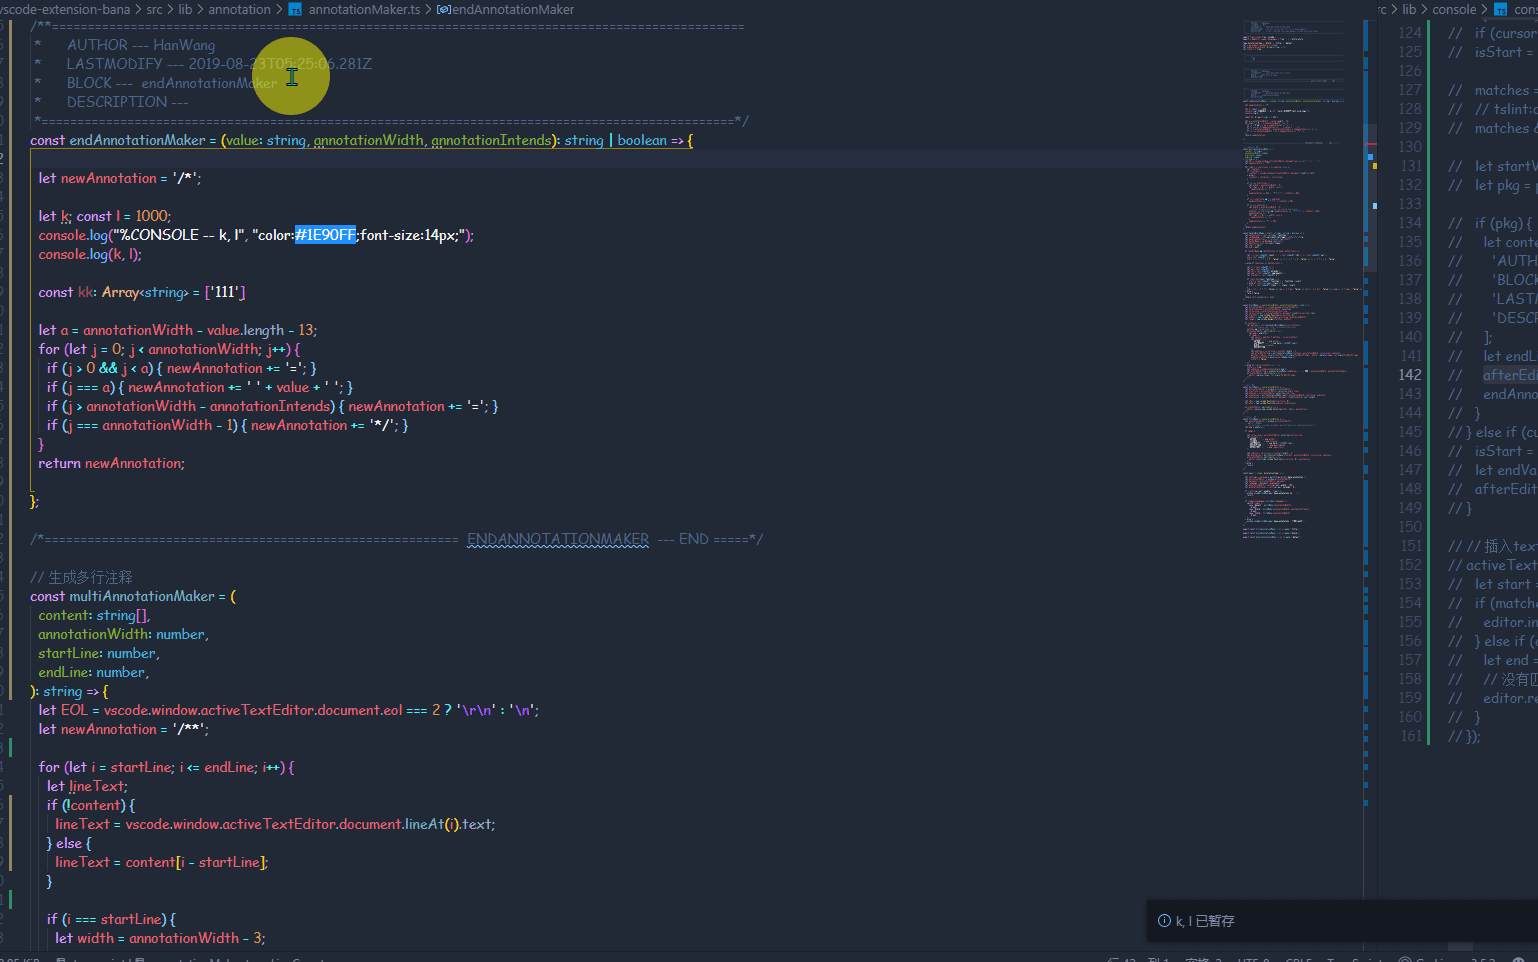 vscode-extension-bana > src > lib > annotation > annotationMaker.ts > endAnnotationMaker
/**
* AUTHOR --- HanWang
* LASTMODIFY --- 2019-08-23T05:25:06.281Z
* BLOCK --- endAnnotationMaker
* DESCRIPTION ---
const endAnnotationMaker = (value: string, annotationWidth, annotationIntends): string | boolean => {
let newAnnotation = '/*';
let k; const l = 1000;
console.log("%CONSOLE -- k, l", "color:#1E90FF;font-size:14px;");
console.log(k, l);
const kk: Array<string> = ['111']
let a = annotationWidth - value.length - 13;
for (let j = 0; j < annotationWidth; j++) {
if (j > 0 && j < a) { newAnnotation += '='; }
if (j === a) { newAnnotation += ' ' + value + ' '; }
if (j > annotationWidth - annotationIntends) { newAnnotation += '='; }
if (j === annotationWidth - 1) { newAnnotation += '*/'; }
}
return newAnnotation;
};
ENDANNOTATIONMAKER --- END =====*/
// 生成多行注释
const multiAnnotationMaker = (
content: string[],
annotationWidth: number,
startLine: number,
endLine: number,
): string => {
let EOL = vscode.window.activeTextEditor.document.eol === 2 ? '\r\n' : '\n';
let newAnnotation = '/**';
for (let i = startLine; i <= endLine; i++) {
let lineText;
if (!content) {
lineText = vscode.window.activeTextEditor.document.lineAt(i).text;
} else {
lineText = content[i - startLine];
}
if (i === startLine) {
let width = annotationWidth - 3;
rc > lib > console > cons
124 // if (cursor
125 // isStart =
126
127 // matches =
128 // // tslint:c
129 // matches &
130
131 // let startV
132 // let pkg = p
133
134 // if (pkg) {
135 // let conte
136 // 'AUTH
137 // 'BLOCK
138 // 'LASTM
139 // 'DESCR
140 // ];
141 // let endL
142 // afterEdi
143 // endAnno
144 // }
145 // } else if (cu
146 // isStart =
147 // let endVa
148 // afterEdit
149 // }
150
151 // // 插入tex
152 // activeText
153 // let start =
154 // if (matche
155 // editor.in
156 // } else if (e
157 // let end =
158 // // 没有匹
159 // editor.re
160 // }
161 // });
k, l 已暂存